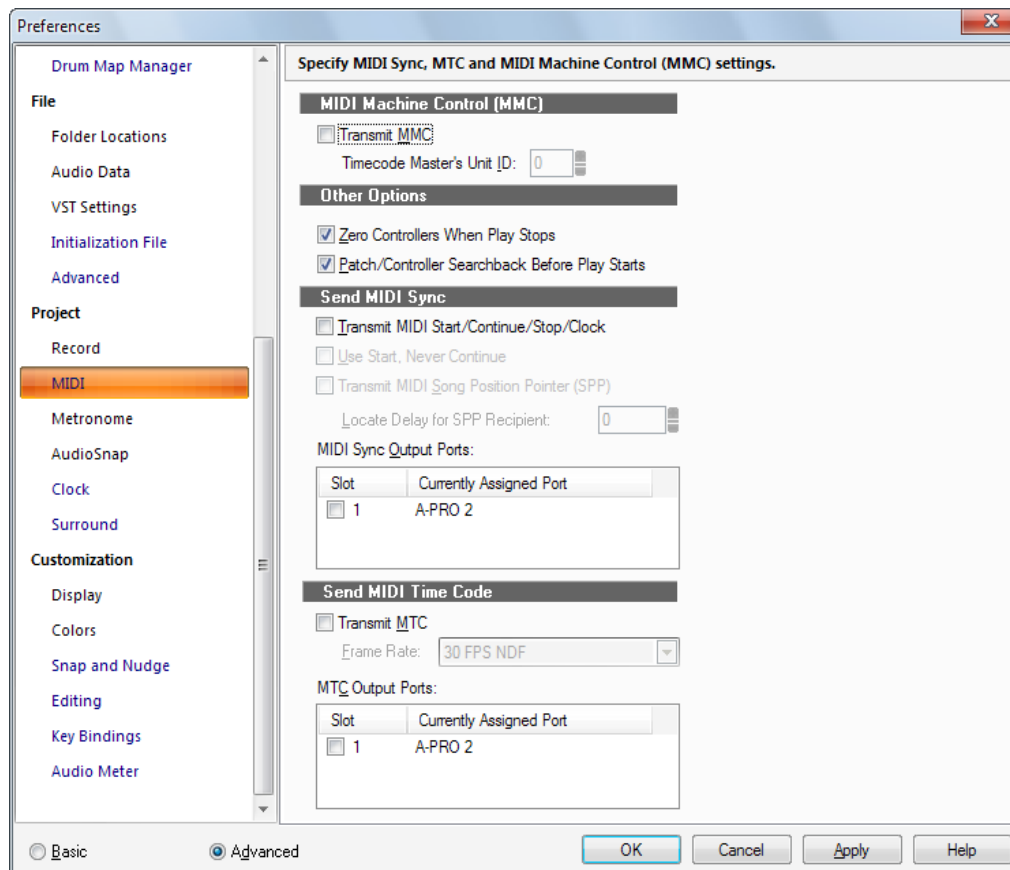 Preferences
Drum Map Manager
File
Folder Locations
Audio Data
VST Settings
Initialization File
Advanced
Project
Record
MIDI
Metronome
AudioSnap
Clock
Surround
Customization
Display
Colors
Snap and Nudge
Editing
Key Bindings
Audio Meter
Basic
Advanced
Specify MIDI Sync, MTC and MIDI Machine Control (MMC) settings.
MIDI Machine Control (MMC)
Transmit MMC
Timecode Master's Unit ID: 0
Other Options
Zero Controllers When Play Stops
Patch/Controller Searchback Before Play Starts
Send MIDI Sync
Transmit MIDI Start/Continue/Stop/Clock
Use Start, Never Continue
Transmit MIDI Song Position Pointer (SPP)
Locate Delay for SPP Recipient: 0
MIDI Sync Output Ports:
Slot Currently Assigned Port
1 A-PRO 2
Send MIDI Time Code
Transmit MTC
Frame Rate: 30 FPS NDF
MTC Output Ports:
Slot Currently Assigned Port
1 A-PRO 2
OK Cancel Apply Help